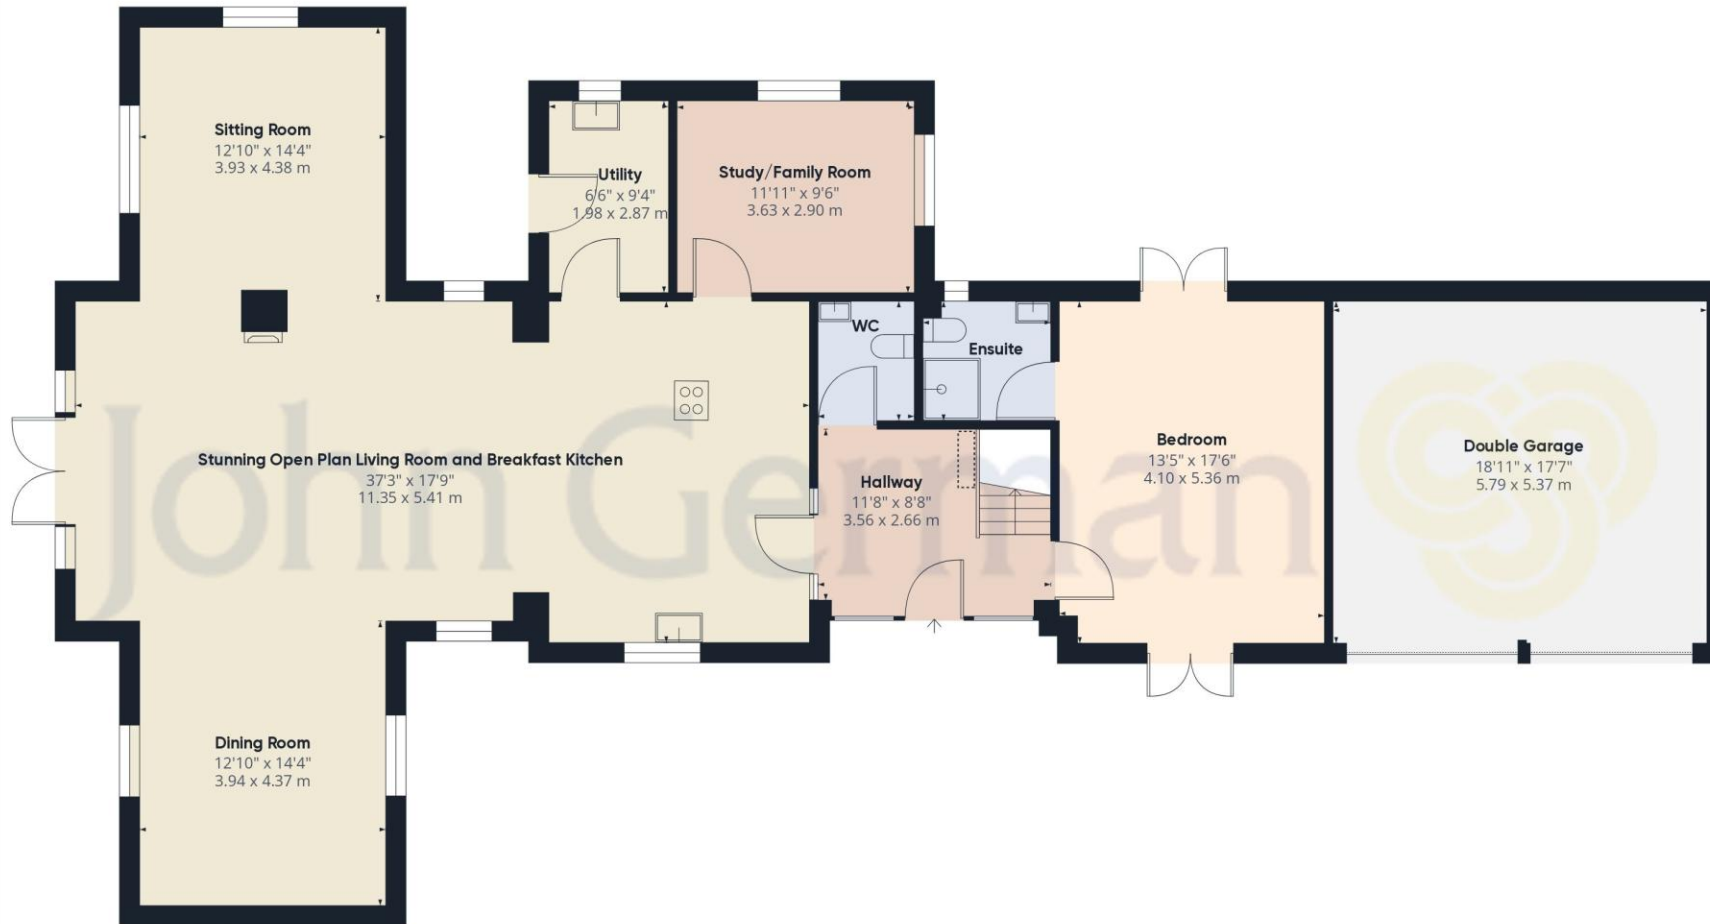 Sitting Room
12'10" x 14'4"
3.93 x 4.38 m
Utility
6'6" x 9'4"
1.98 x 2.87 m
Study/Family Room
11'11" x 9'6"
3.63 x 2.90 m
WC
Ensuite
Stunning Open Plan Living Room and Breakfast Kitchen
37'3" x 17'9"
11.35 x 5.41 m
Hallway
11'8" x 8'8"
3.56 x 2.66 m
Bedroom
13'5" x 17'6"
4.10 x 5.36 m
Double Garage
18'11" x 17'7"
5.79 x 5.37 m
John German
Dining Room
12'10" x 14'4"
3.94 x 4.37 m